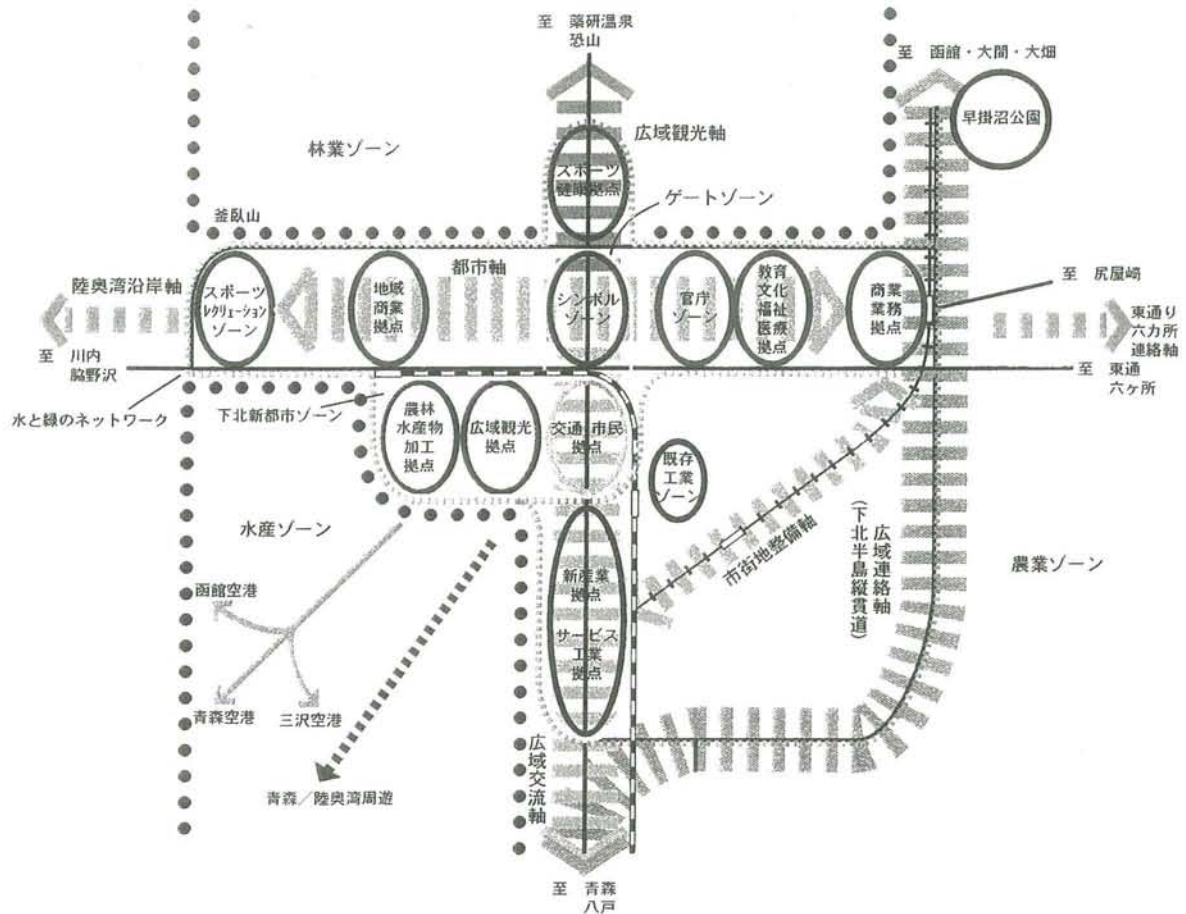 至 薬研温泉
恐山
至 函館・大間・大畑
早掛沼公園
広域観光軸
林業ゾーン
スポーツ
健康拠点
ゲートゾーン
釜臥山
都市軸
至 尻屋崎
陸奥湾沿岸軸
スポーツ
レクリェーション
ゾーン
地域
商業
拠点
シンボル
ゾーン
官庁
ゾーン
教育
文化
福祉
医療
拠点
商業
業務
拠点
東通り
六カ所
連絡軸
至 川内
脇野沢
至 東通
六ヶ所
水と緑のネットワーク
下北新都市ゾーン
農林
水産物
加工
拠点
広域観光
拠点
交通 市民
拠点
既存
工業
ゾーン
水産ゾーン
市街地整備軸
広域連絡軸
(下北半島縦貫道)
農業ゾーン
新産業
拠点
サービス
工業
拠点
函館空港
青森空港
三沢空港
青森／陸奥湾周遊
広域交流軸
至 青森
八戸